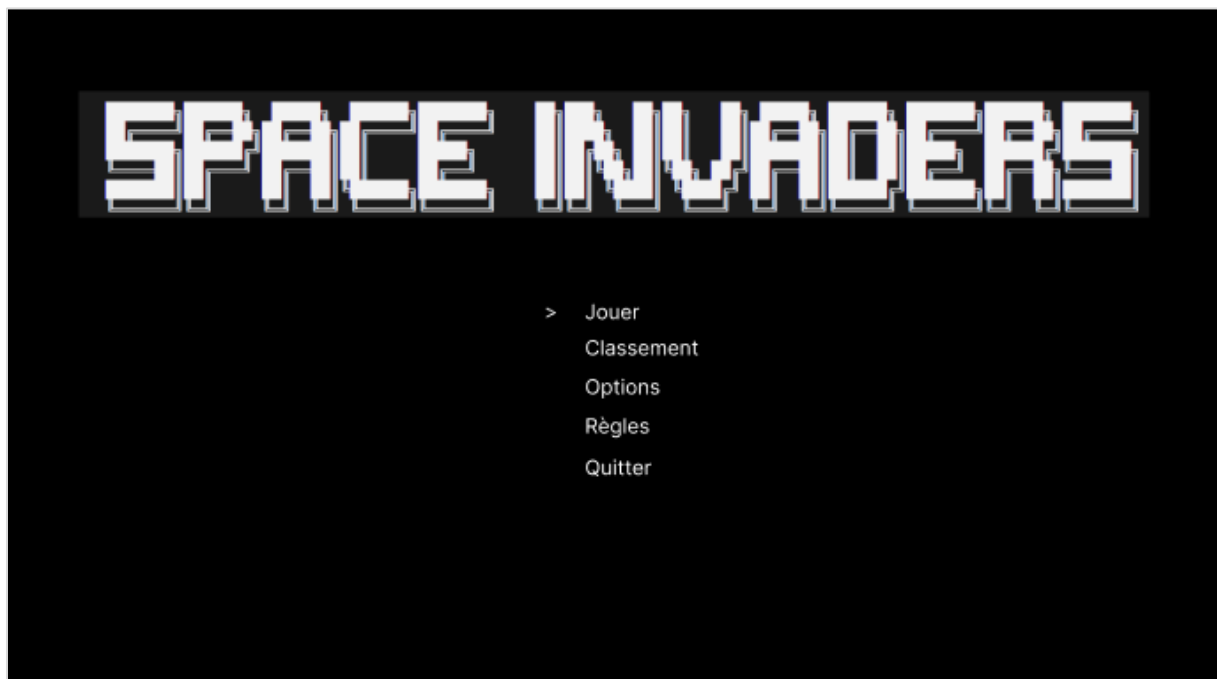 SPACE INVADERS
> Jouer
Classement
Options
Règles
Quitter